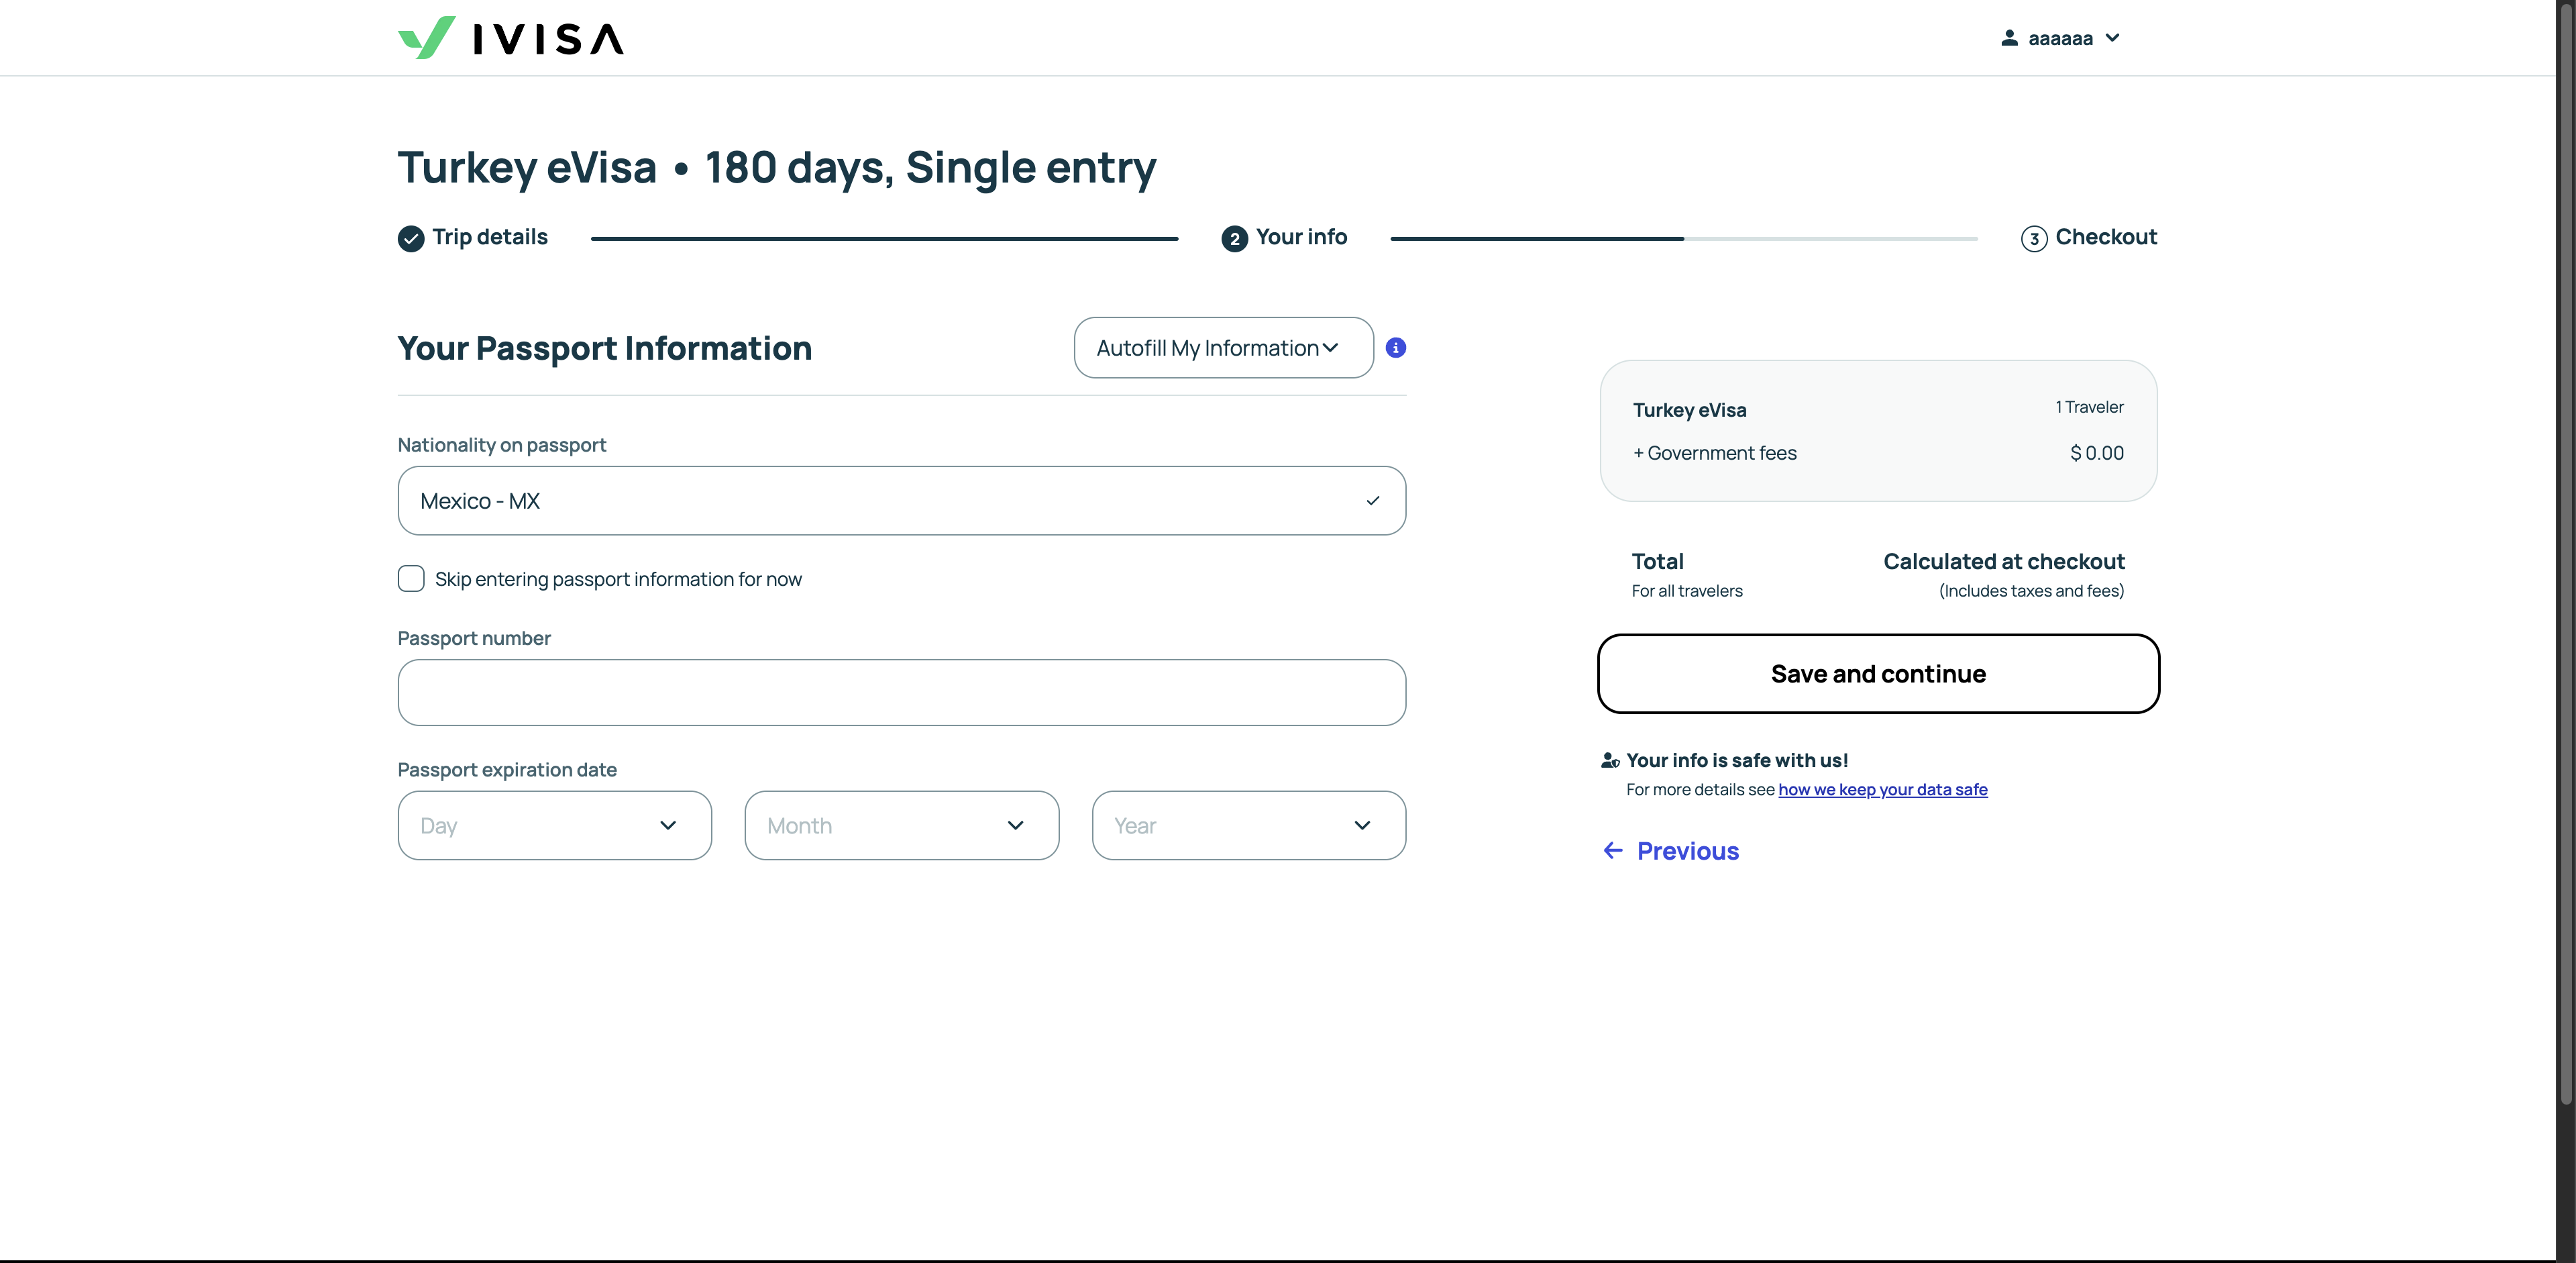 IVISA
aaaaaa
Turkey eVisa • 180 days, Single entry
Trip details
2 Your info
3 Checkout
Your Passport Information
Autofill My Information
Nationality on passport
Mexico - MX
Skip entering passport information for now
Passport number
Passport expiration date
Day
Month
Year
Turkey eVisa
1 Traveler
+ Government fees
$ 0.00
Total
Calculated at checkout
For all travelers
(Includes taxes and fees)
Save and continue
Your info is safe with us!
For more details see how we keep your data safe
Previous